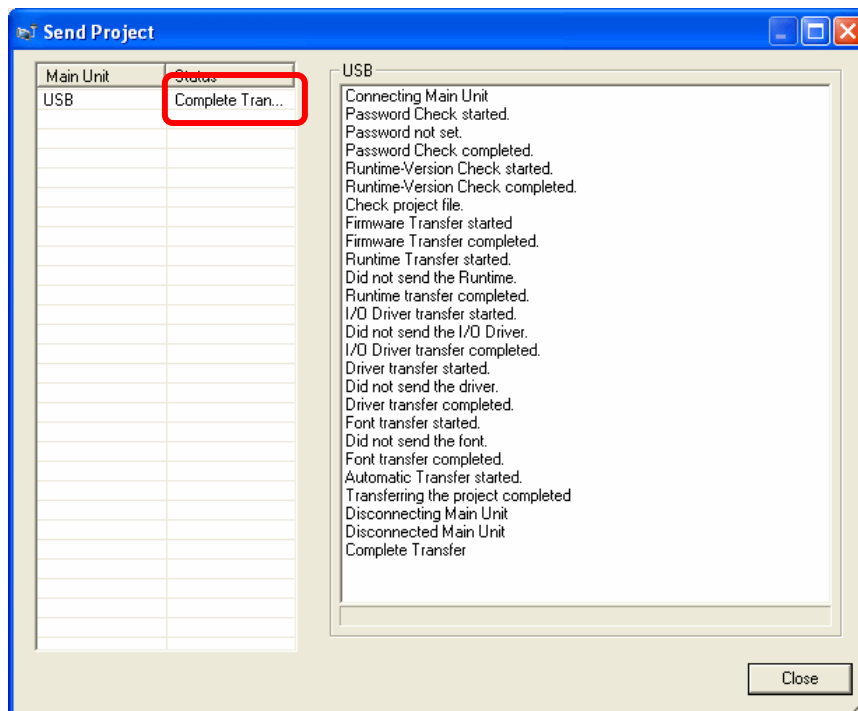 Send Project
Main Unit Status
USB Complete Tran...
USB
Connecting Main Unit
Password Check started.
Password not set.
Password Check completed.
Runtime-Version Check started.
Runtime-Version Check completed.
Check project file.
Firmware Transfer started
Firmware Transfer completed.
Runtime Transfer started.
Did not send the Runtime.
Runtime transfer completed.
I/O Driver transfer started.
Did not send the I/O Driver.
I/O Driver transfer completed.
Driver transfer started.
Did not send the driver.
Driver transfer completed.
Font transfer started.
Did not send the font.
Font transfer completed.
Automatic Transfer started.
Transferring the project completed
Disconnecting Main Unit
Disconnected Main Unit
Complete Transfer
Close